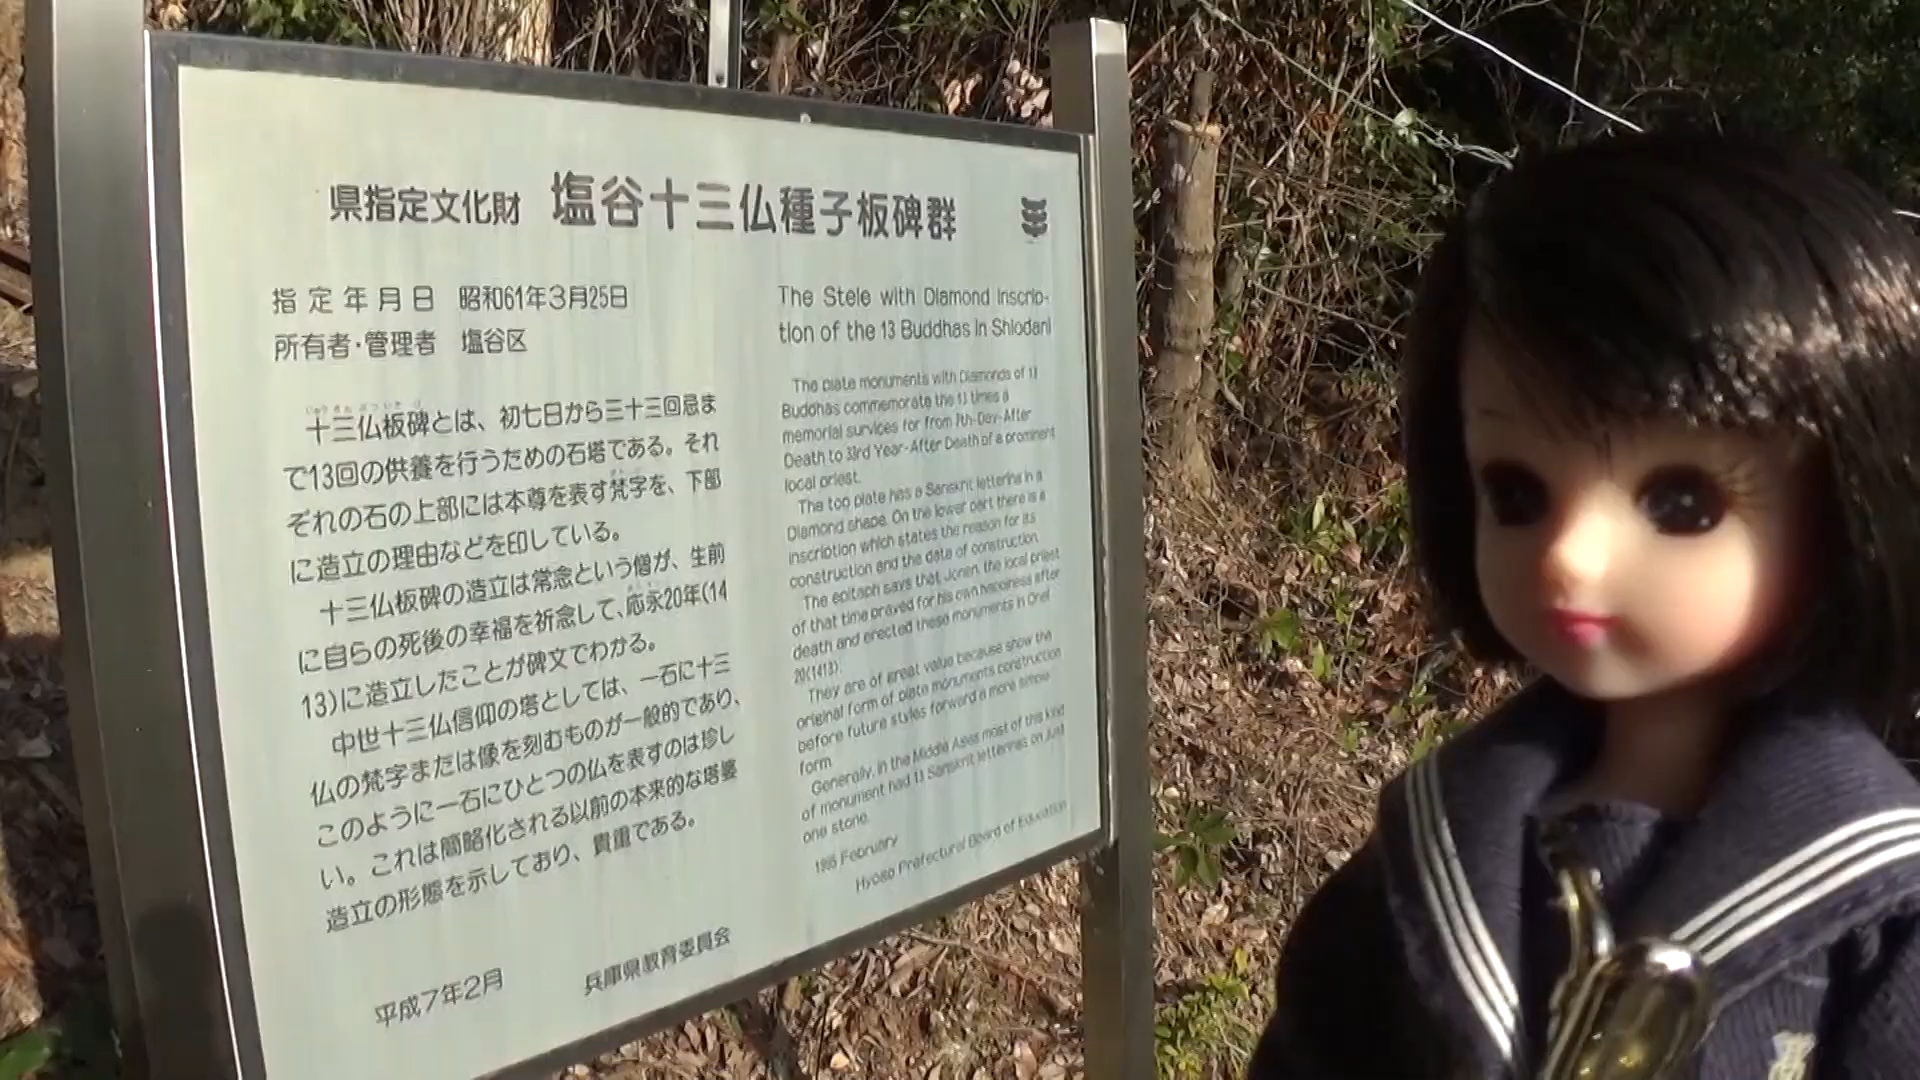 県指定文化財 塩谷十三仏種子板碑群
指定年月日 昭和61年3月25日
所有者・管理者 塩谷区
十三仏板碑とは、初七日から三十三回忌ま
で13回の供養を行うための石塔である。それ
ぞれの石の上部には本尊を表す梵字を、下部
に造立の理由などを印している。
十三仏板碑の造立は常念という僧が、生前
に自らの死後の幸福を祈念して、応永20年(14
13)に造立したことが碑文でわかる。
中世十三仏信仰の塔としては、一石に十三
仏の梵字または像を刻むものが一般的であり、
このように一石にひとつの仏を表すのは珍し
い。これは簡略化される以前の本来的な塔婆
造立の形態を示しており、貴重である。
平成7年2月
兵庫県教育委員会
The Stele with Diamond Inscrip-
tion of the 13 Buddhas in Shiodani
The plate monuments with Diamonds of 13
Buddhas commemorate the 13 times a
memorial survices for from 7th-Day-After
Death to 33rd Year-After Death of a prominent
local priest.
The top plate has a Sanskrit lettering in a
Diamond shape. On the lower part there is a
inscription which states the reason for its
construction and the date of construction.
The epitaph says that Jonen, the local priest
of that time prayed for his own happiness after
death and erected these monuments in Onei
20(1413).
They are of great value because show the
original form of plate monuments construction
before future styles forward a more simple
form.
Generally, in the Middle Ages most of this kind
of monument had 13 Sanskrit letterings on just
one stone.
1995 February
Hyogo Prefectural Board of Education